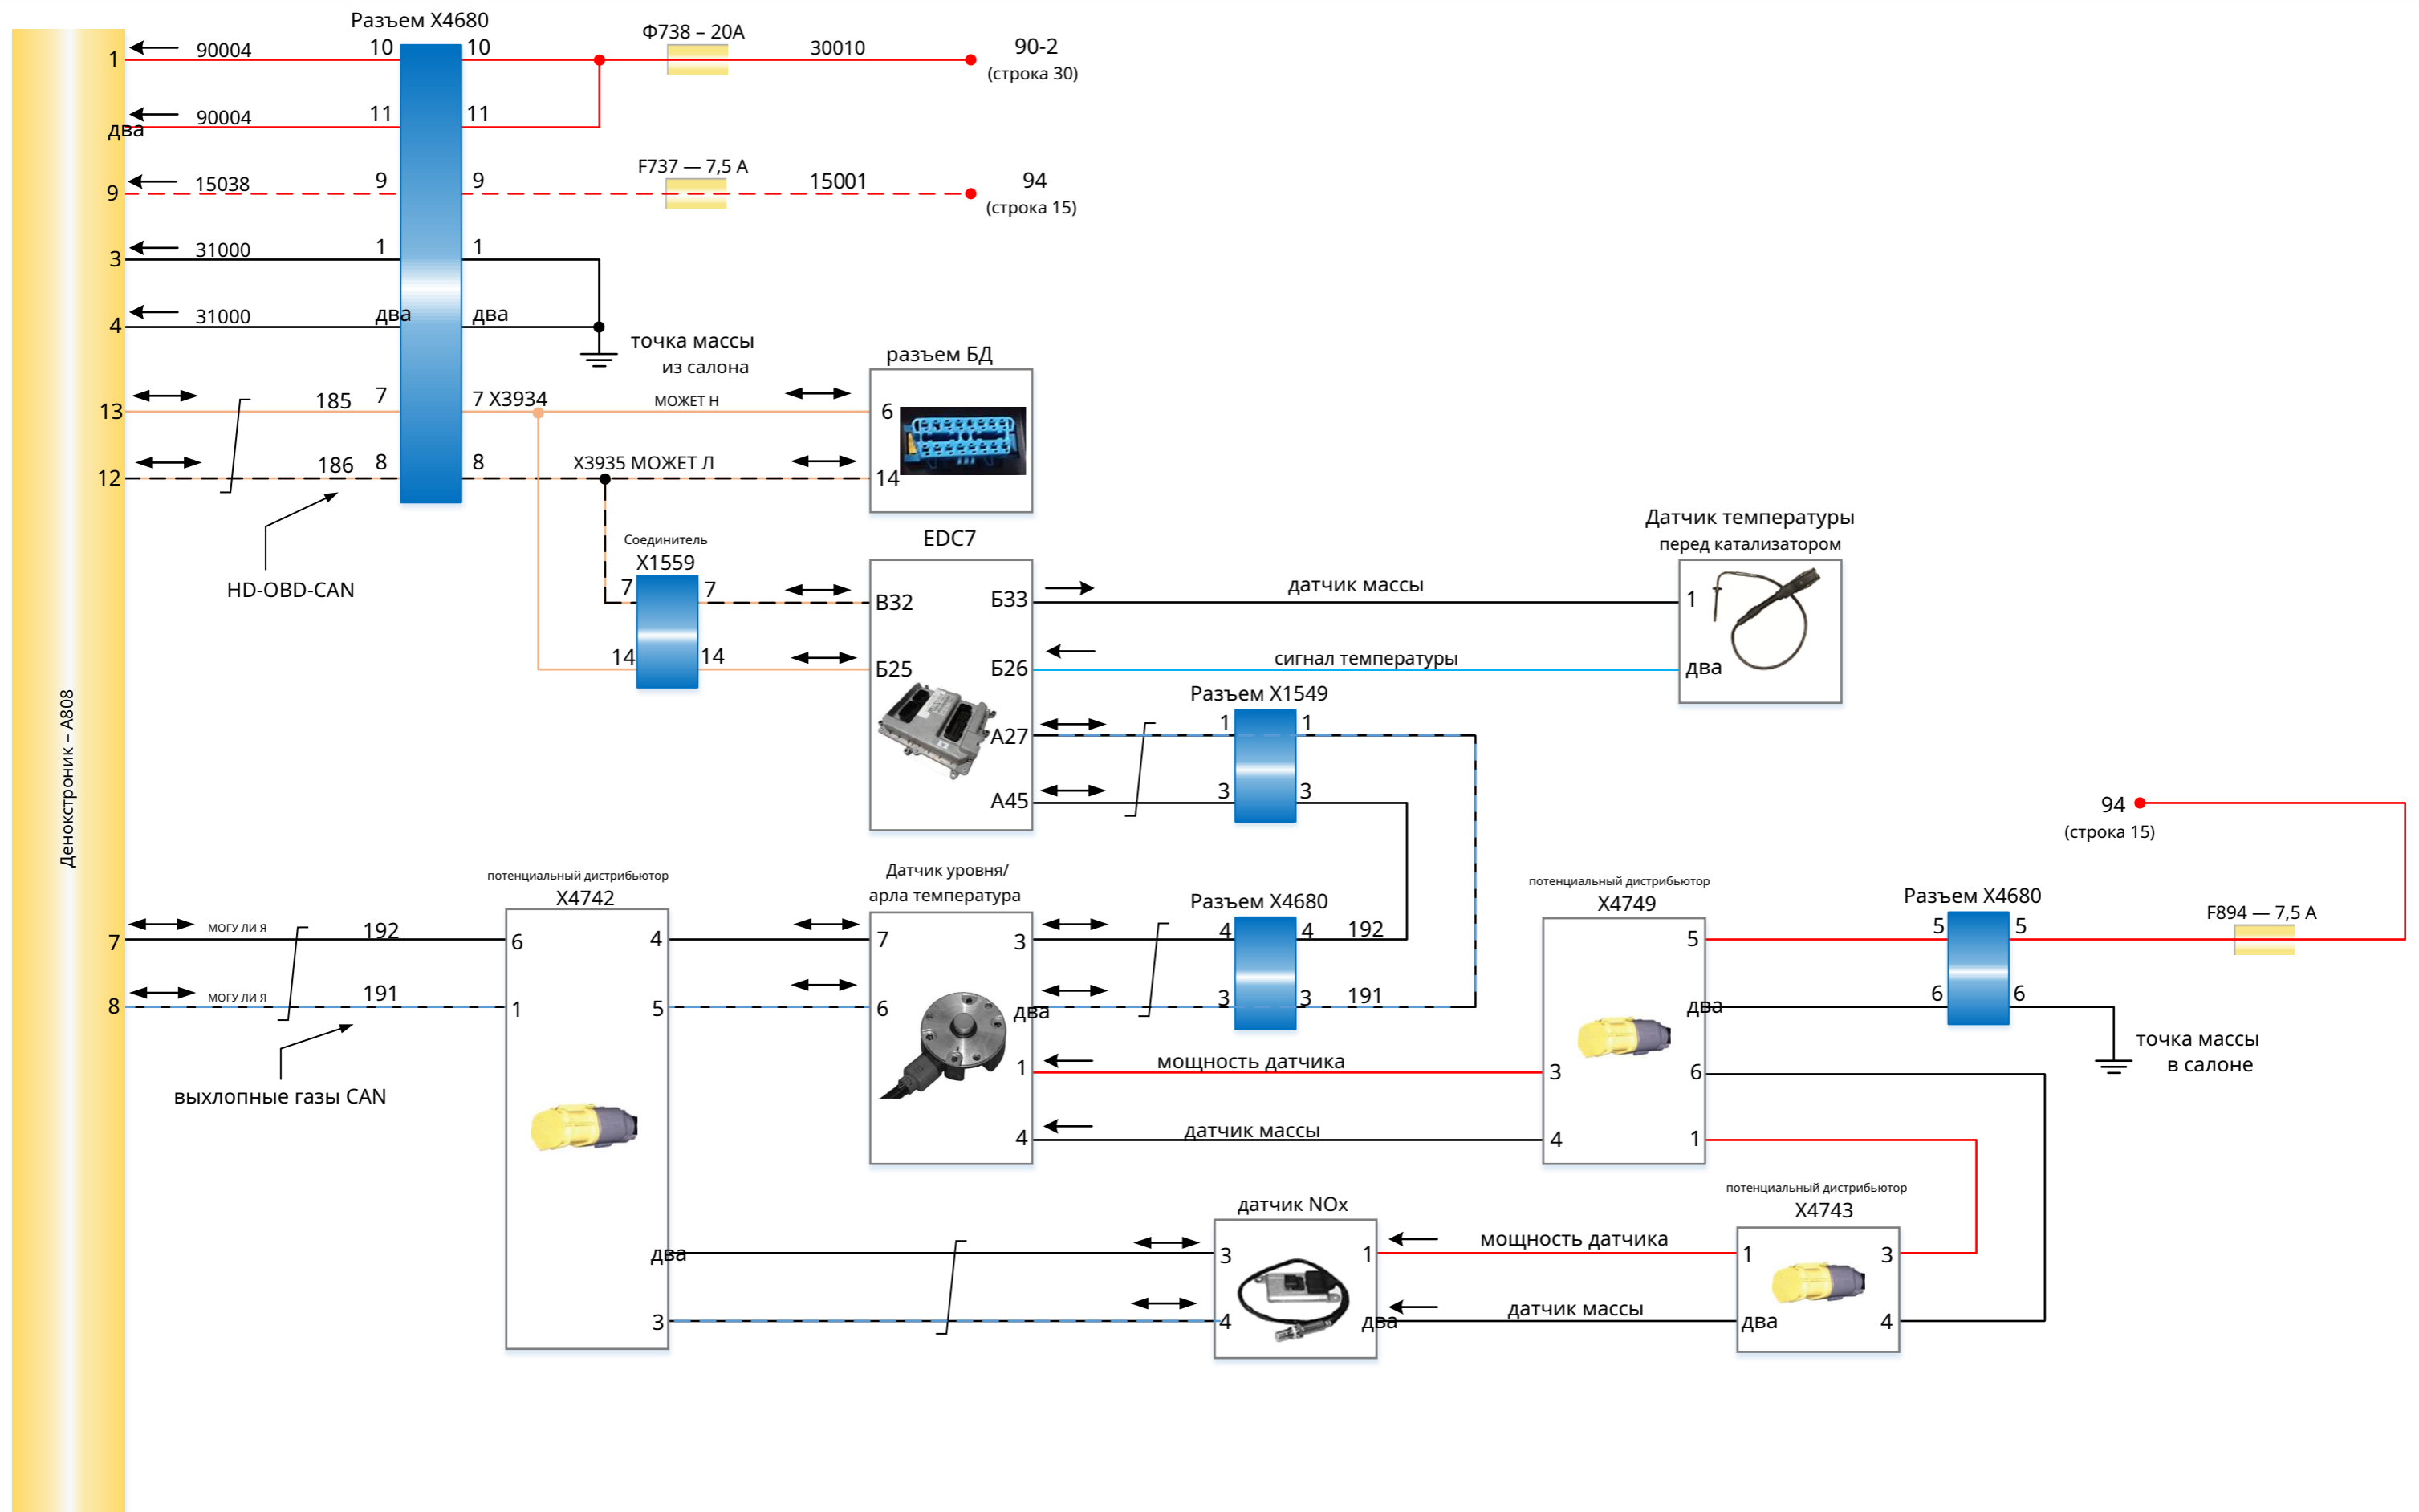 Разъем X4680
1
90004
10
10
Ф738 – 20А
30010
90-2
(строка 30)
два
90004
11
11
9
15038
9
9
F737 — 7,5 А
15001
94
(строка 15)
3
31000
1
1
4
31000
два
два
точка массы
из салона
13
185
7
7 X3934
МОЖЕТ Н
разъем БД
6
12
186
8
8
X3935 МОЖЕТ Л
14
HD-OBD-CAN
Соединитель
X1559
7
7
14
14
EDC7
В32
Б33
Б25
Б26
А27
А45
датчик массы
сигнал температуры
Датчик температуры
перед катализатором
1
два
Разъем X1549
1
1
3
3
Денокстроник – А808
94
(строка 15)
7
МОГУ ЛИ Я
192
8
МОГУ ЛИ Я
191
выхлопные газы CAN
потенциальный дистрибьютор
X4742
6
4
1
5
два
3
Датчик уровня/
арла температура
7
3
6
два
1
4
Разъем X4680
4
4
192
3
3
191
мощность датчика
датчик массы
потенциальный дистрибьютор
X4749
5
два
3
6
4
1
Разъем X4680
5
5
6
6
F894 — 7,5 А
точка массы
в салоне
датчик NOx
3
1
4
два
мощность датчика
датчик массы
потенциальный дистрибьютор
X4743
1
3
два
4